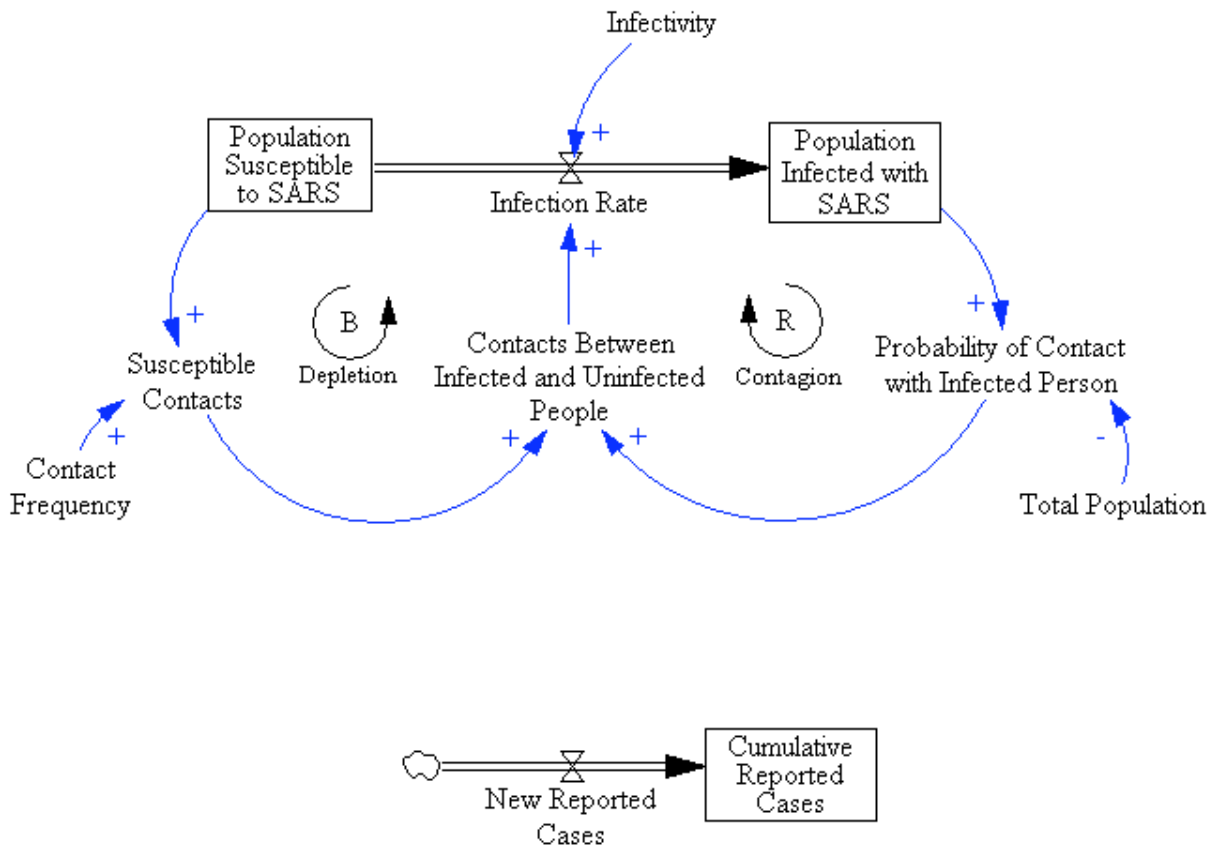 Infectivity
Population
Susceptible
to SARS
+
Population
Infected with
SARS
Infection Rate
+
+
+
B
R
Susceptible
Contacts
Depletion
Contacts Between
Infected and Uninfected
People
Contagion
Probability of Contact
with Infected Person
+
+
+
-
Contact
Frequency
Total Population
Cumulative
Reported
Cases
New Reported
Cases